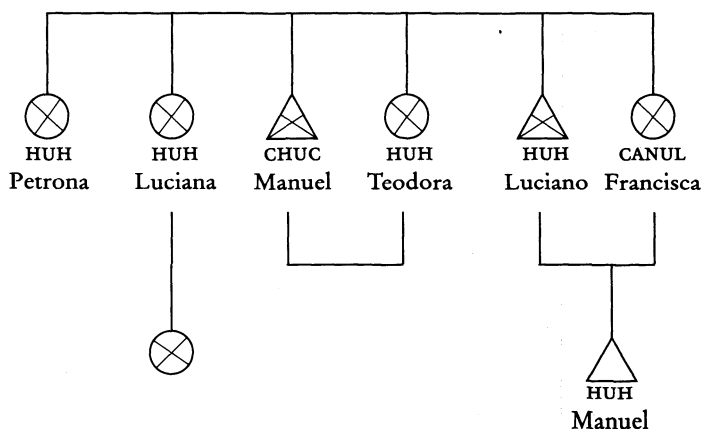 HUH HUH CHUC HUH HUH CANUL
Petrona Luciana Manuel Teodora Luciano Francisca
HUH
Manuel